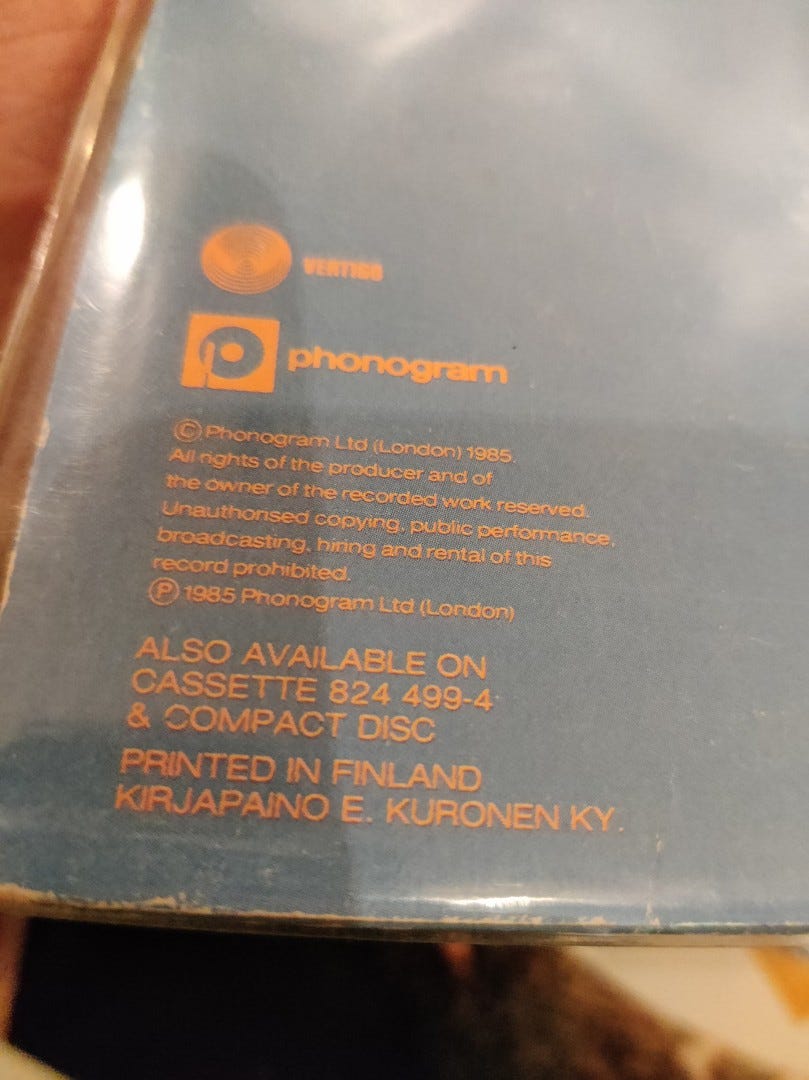 VERTIGO
phonogram
© Phonogram Ltd (London) 1985.
All rights of the producer and of
the owner of the recorded work reserved.
Unauthorised copying, public performance,
broadcasting, hiring and rental of this
record prohibited.
℗ 1985 Phonogram Ltd (London)
ALSO AVAILABLE ON
CASSETTE 824 499-4
& COMPACT DISC
PRINTED IN FINLAND
KIRJAPAINO E. KURONEN KY.